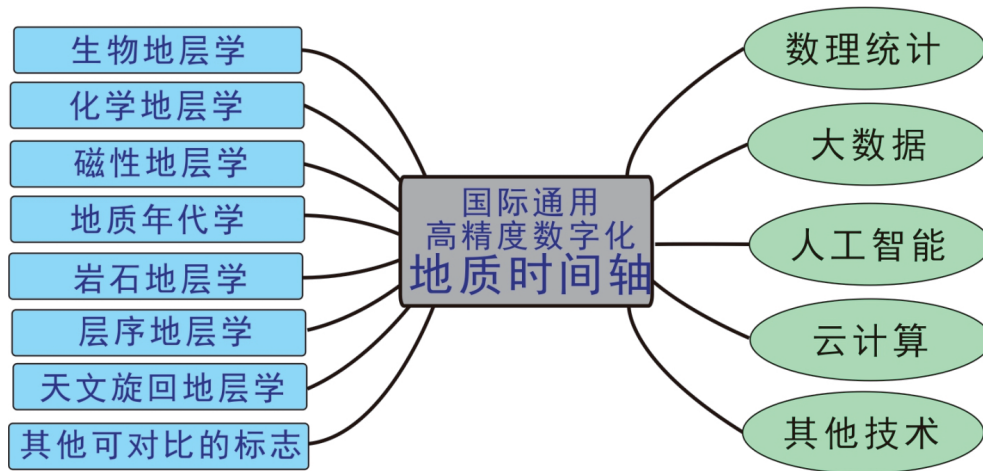 生物地层学
化学地层学
磁性地层学
地质年代学
岩石地层学
层序地层学
天文旋回地层学
其他可对比的标志
国际通用
高精度数字化
地质时间轴
数理统计
大数据
人工智能
云计算
其他技术